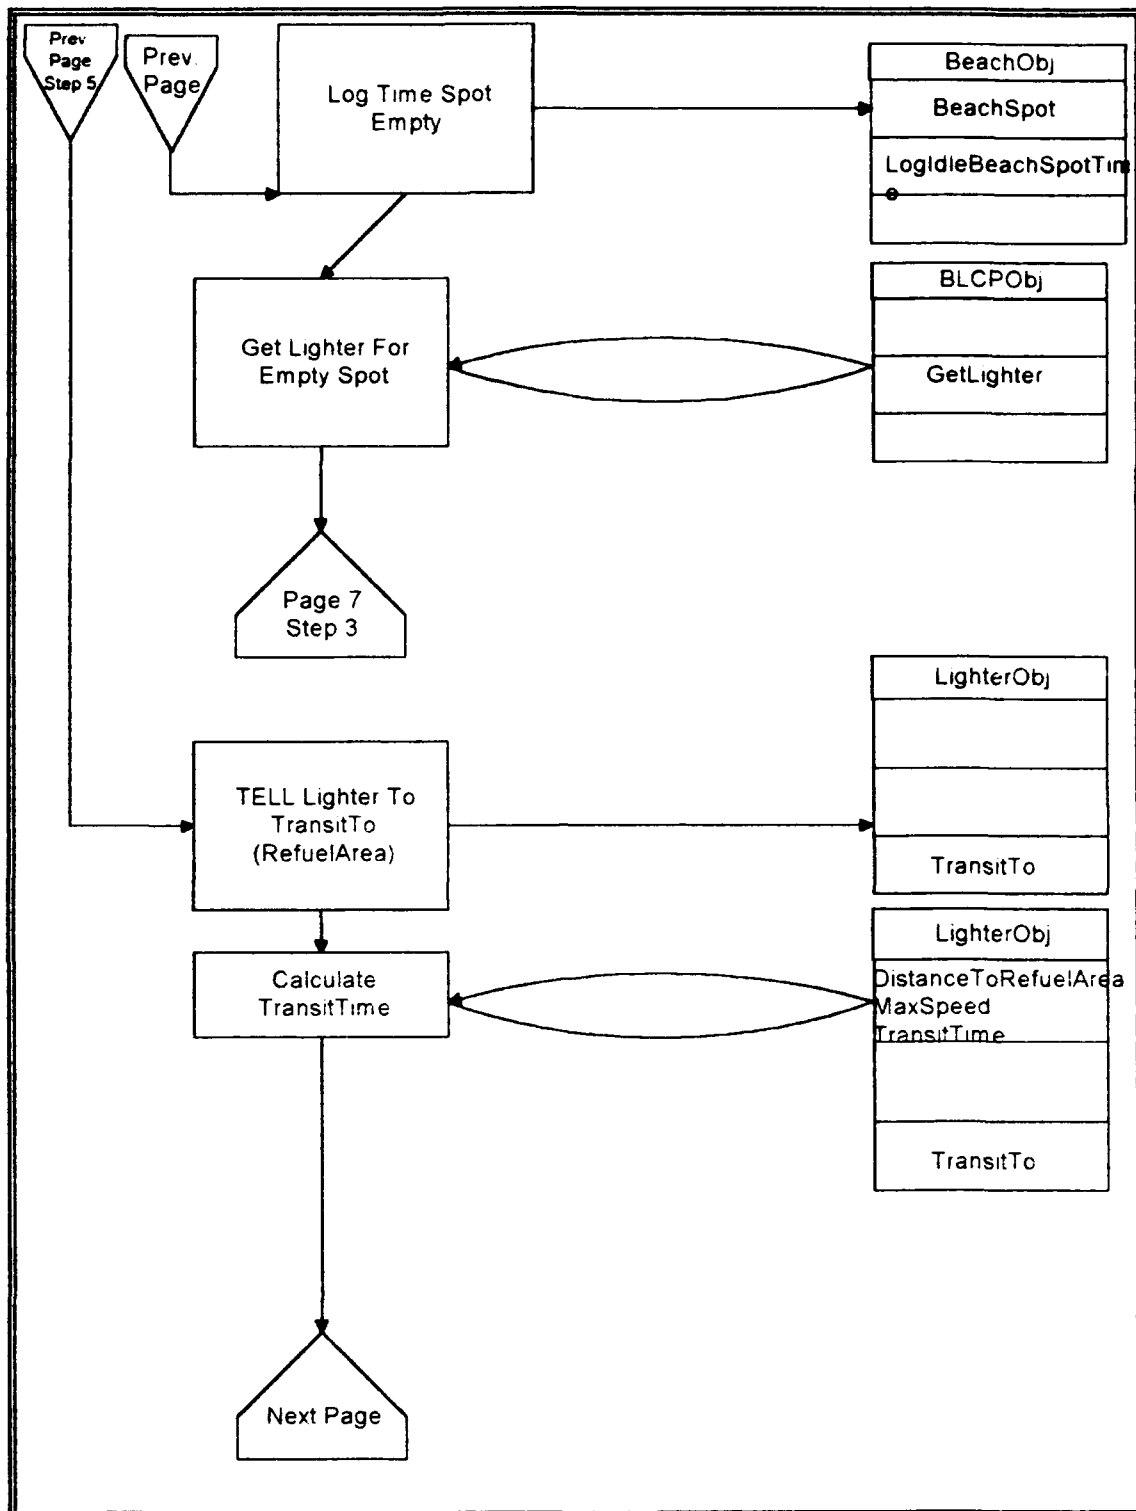 Prev
Page
Step 5
Prev.
Page
Log Time Spot
Empty
BeachObj
BeachSpot
LogIdleBeachSpotTim
e
Get Lighter For
Empty Spot
BLCPObj
GetLighter
Page 7
Step 3
TELL Lighter To
TransitTo
(RefuelArea)
LighterObj
TransitTo
Calculate
TransitTime
LighterObj
DistanceToRefuelArea
MaxSpeed
TransitTime
TransitTo
Next Page